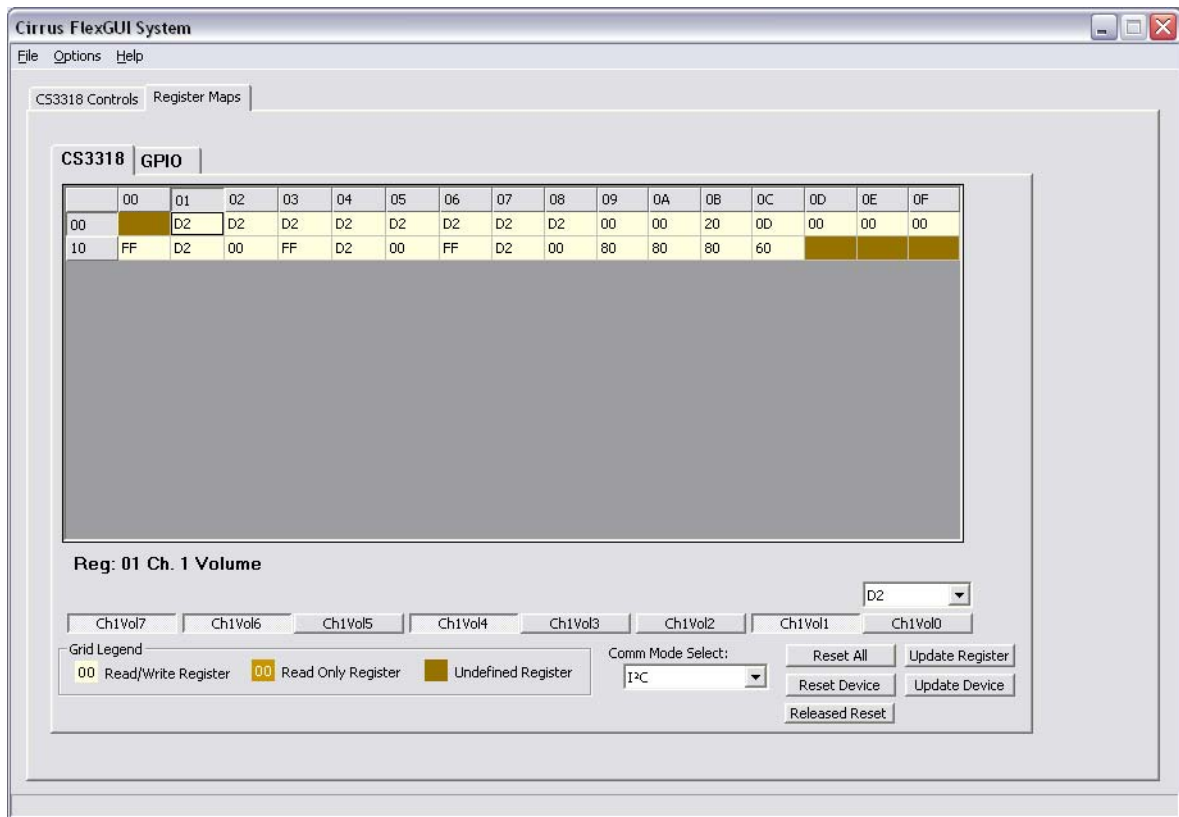 Cirrus FlexGUI System
File Options Help
CS3318 Controls Register Maps
CS3318 GPIO
00 01 02 03 04 05 06 07 08 09 0A 0B 0C 0D 0E 0F
00 D2 D2 D2 D2 D2 D2 D2 D2 00 00 20 0D 00 00 00
10 FF D2 00 FF D2 00 FF D2 00 80 80 80 60
Reg: 01 Ch. 1 Volume
D2
Ch1Vol7 Ch1Vol6 Ch1Vol5 Ch1Vol4 Ch1Vol3 Ch1Vol2 Ch1Vol1 Ch1Vol0
Grid Legend
00 Read/Write Register 00 Read Only Register Undefined Register
Comm Mode Select:
I²C
Reset All Update Register
Reset Device Update Device
Released Reset